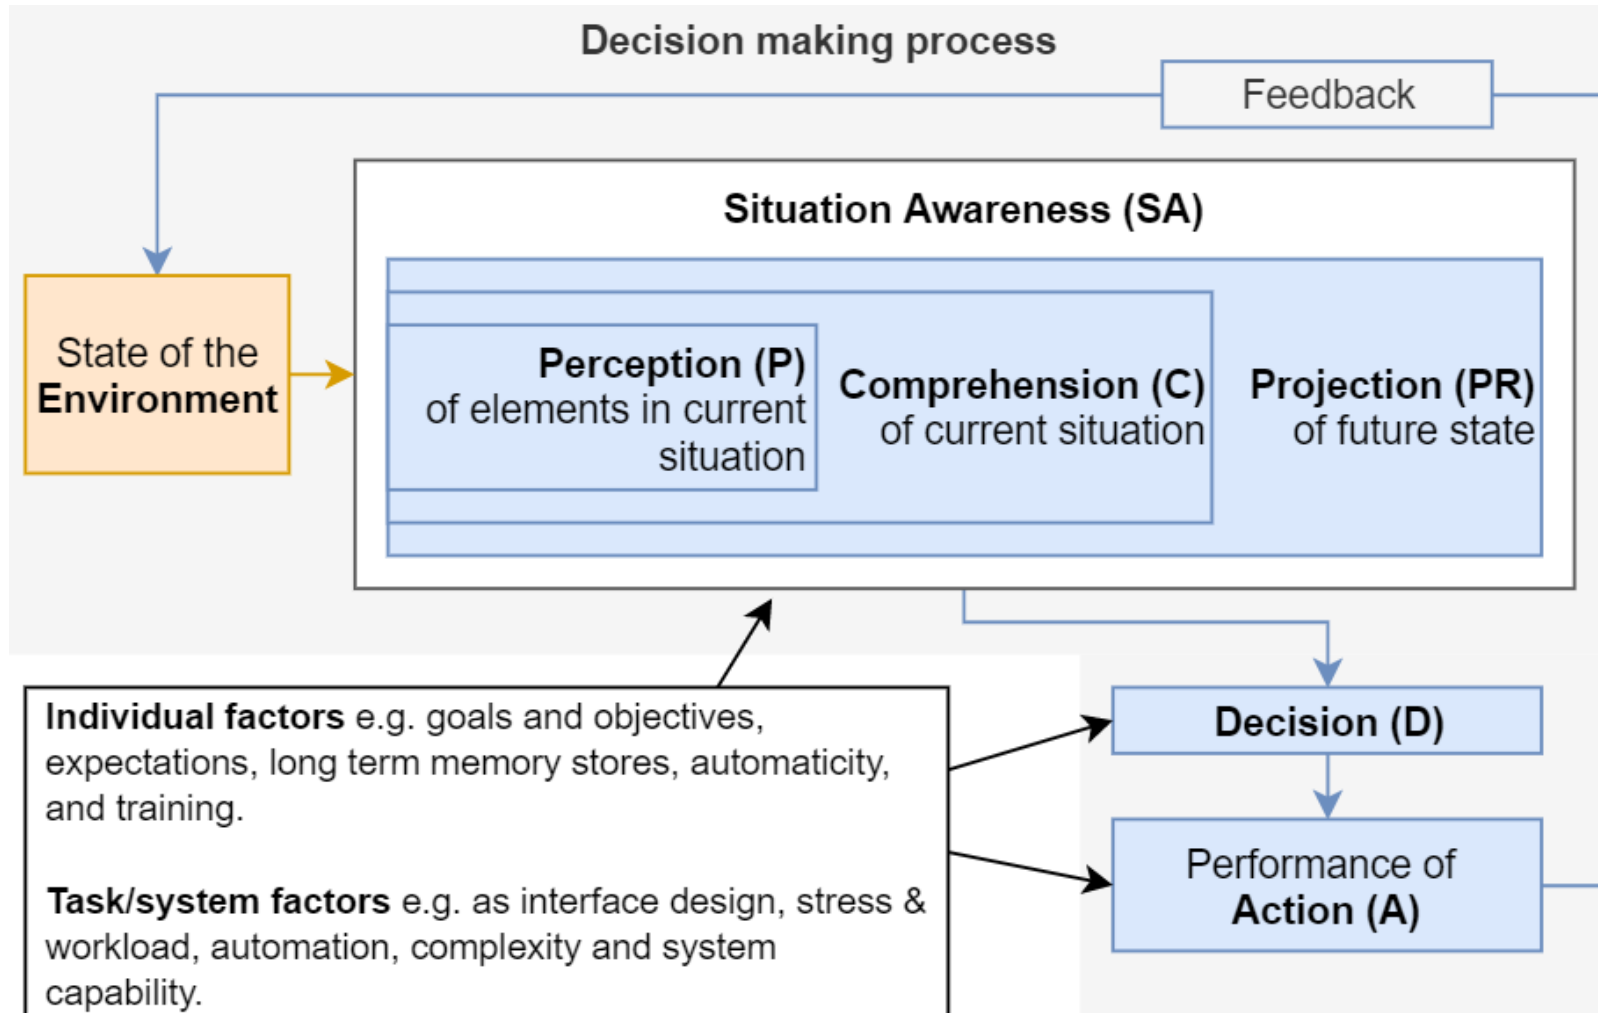 Decision making process
Feedback
Situation Awareness (SA)
State of the
Environment
Perception (P)
of elements in current
situation
Comprehension (C)
of current situation
Projection (PR)
of future state
Individual factors e.g. goals and objectives,
expectations, long term memory stores, automaticity,
and training.
Task/system factors e.g. as interface design, stress &
workload, automation, complexity and system
capability.
Decision (D)
Performance of
Action (A)